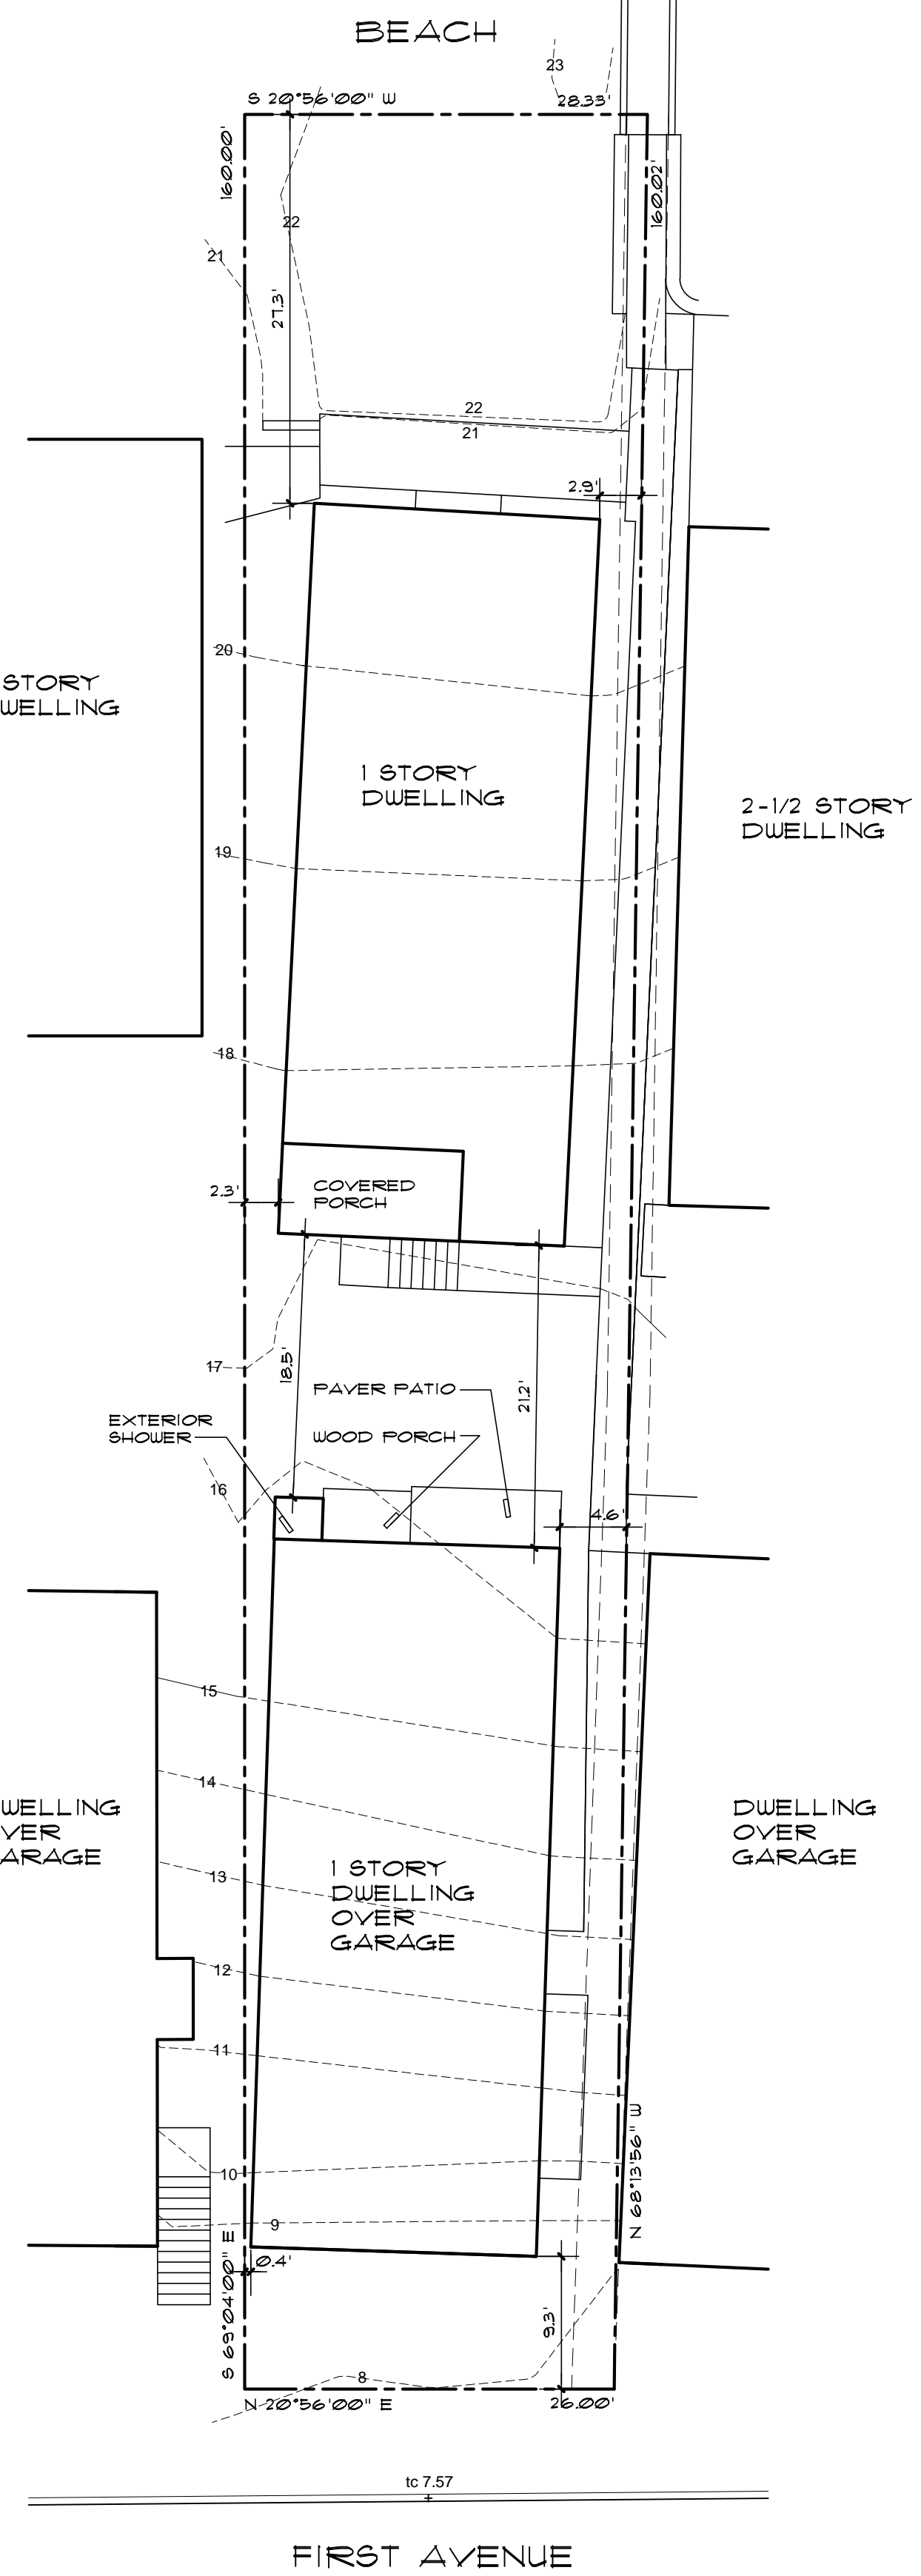 BEACH
23
S 20°56'00" W
28.33'
160.00'
160.02'
22
21
27.3'
22
21
2.9'
20
STORY
WELLING
1 STORY
DWELLING
2-1/2 STORY
DWELLING
19
18
2.3'
COVERED
PORCH
17
18.5'
21.2'
PAVER PATIO
EXTERIOR
SHOWER
WOOD PORCH
16
4.6'
15
14
WELLING
VER
ARAGE
DWELLING
OVER
GARAGE
13
1 STORY
DWELLING
OVER
GARAGE
12
11
10
N 68°13'56" W
9
S 69°04'00" E
0.4'
9.3'
8
N 20°56'00" E
26.00'
tc 7.57
FIRST AVENUE